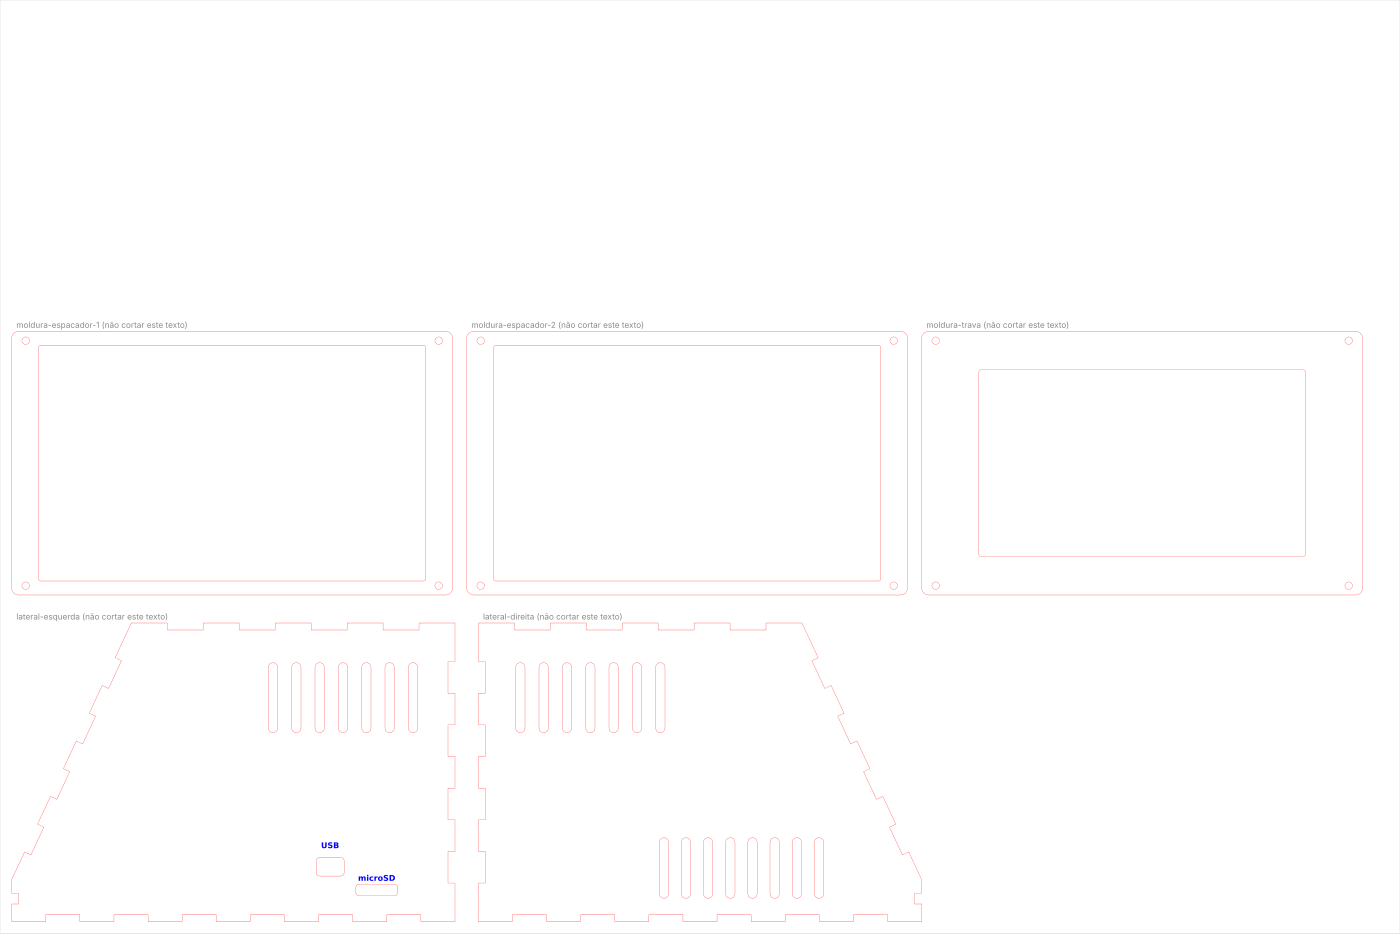 moldura-espacador-1 (não cortar este texto)
moldura-espacador-2 (não cortar este texto)
moldura-trava (não cortar este texto)
lateral-esquerda (não cortar este texto)
lateral-direita (não cortar este texto)
USB
microSD